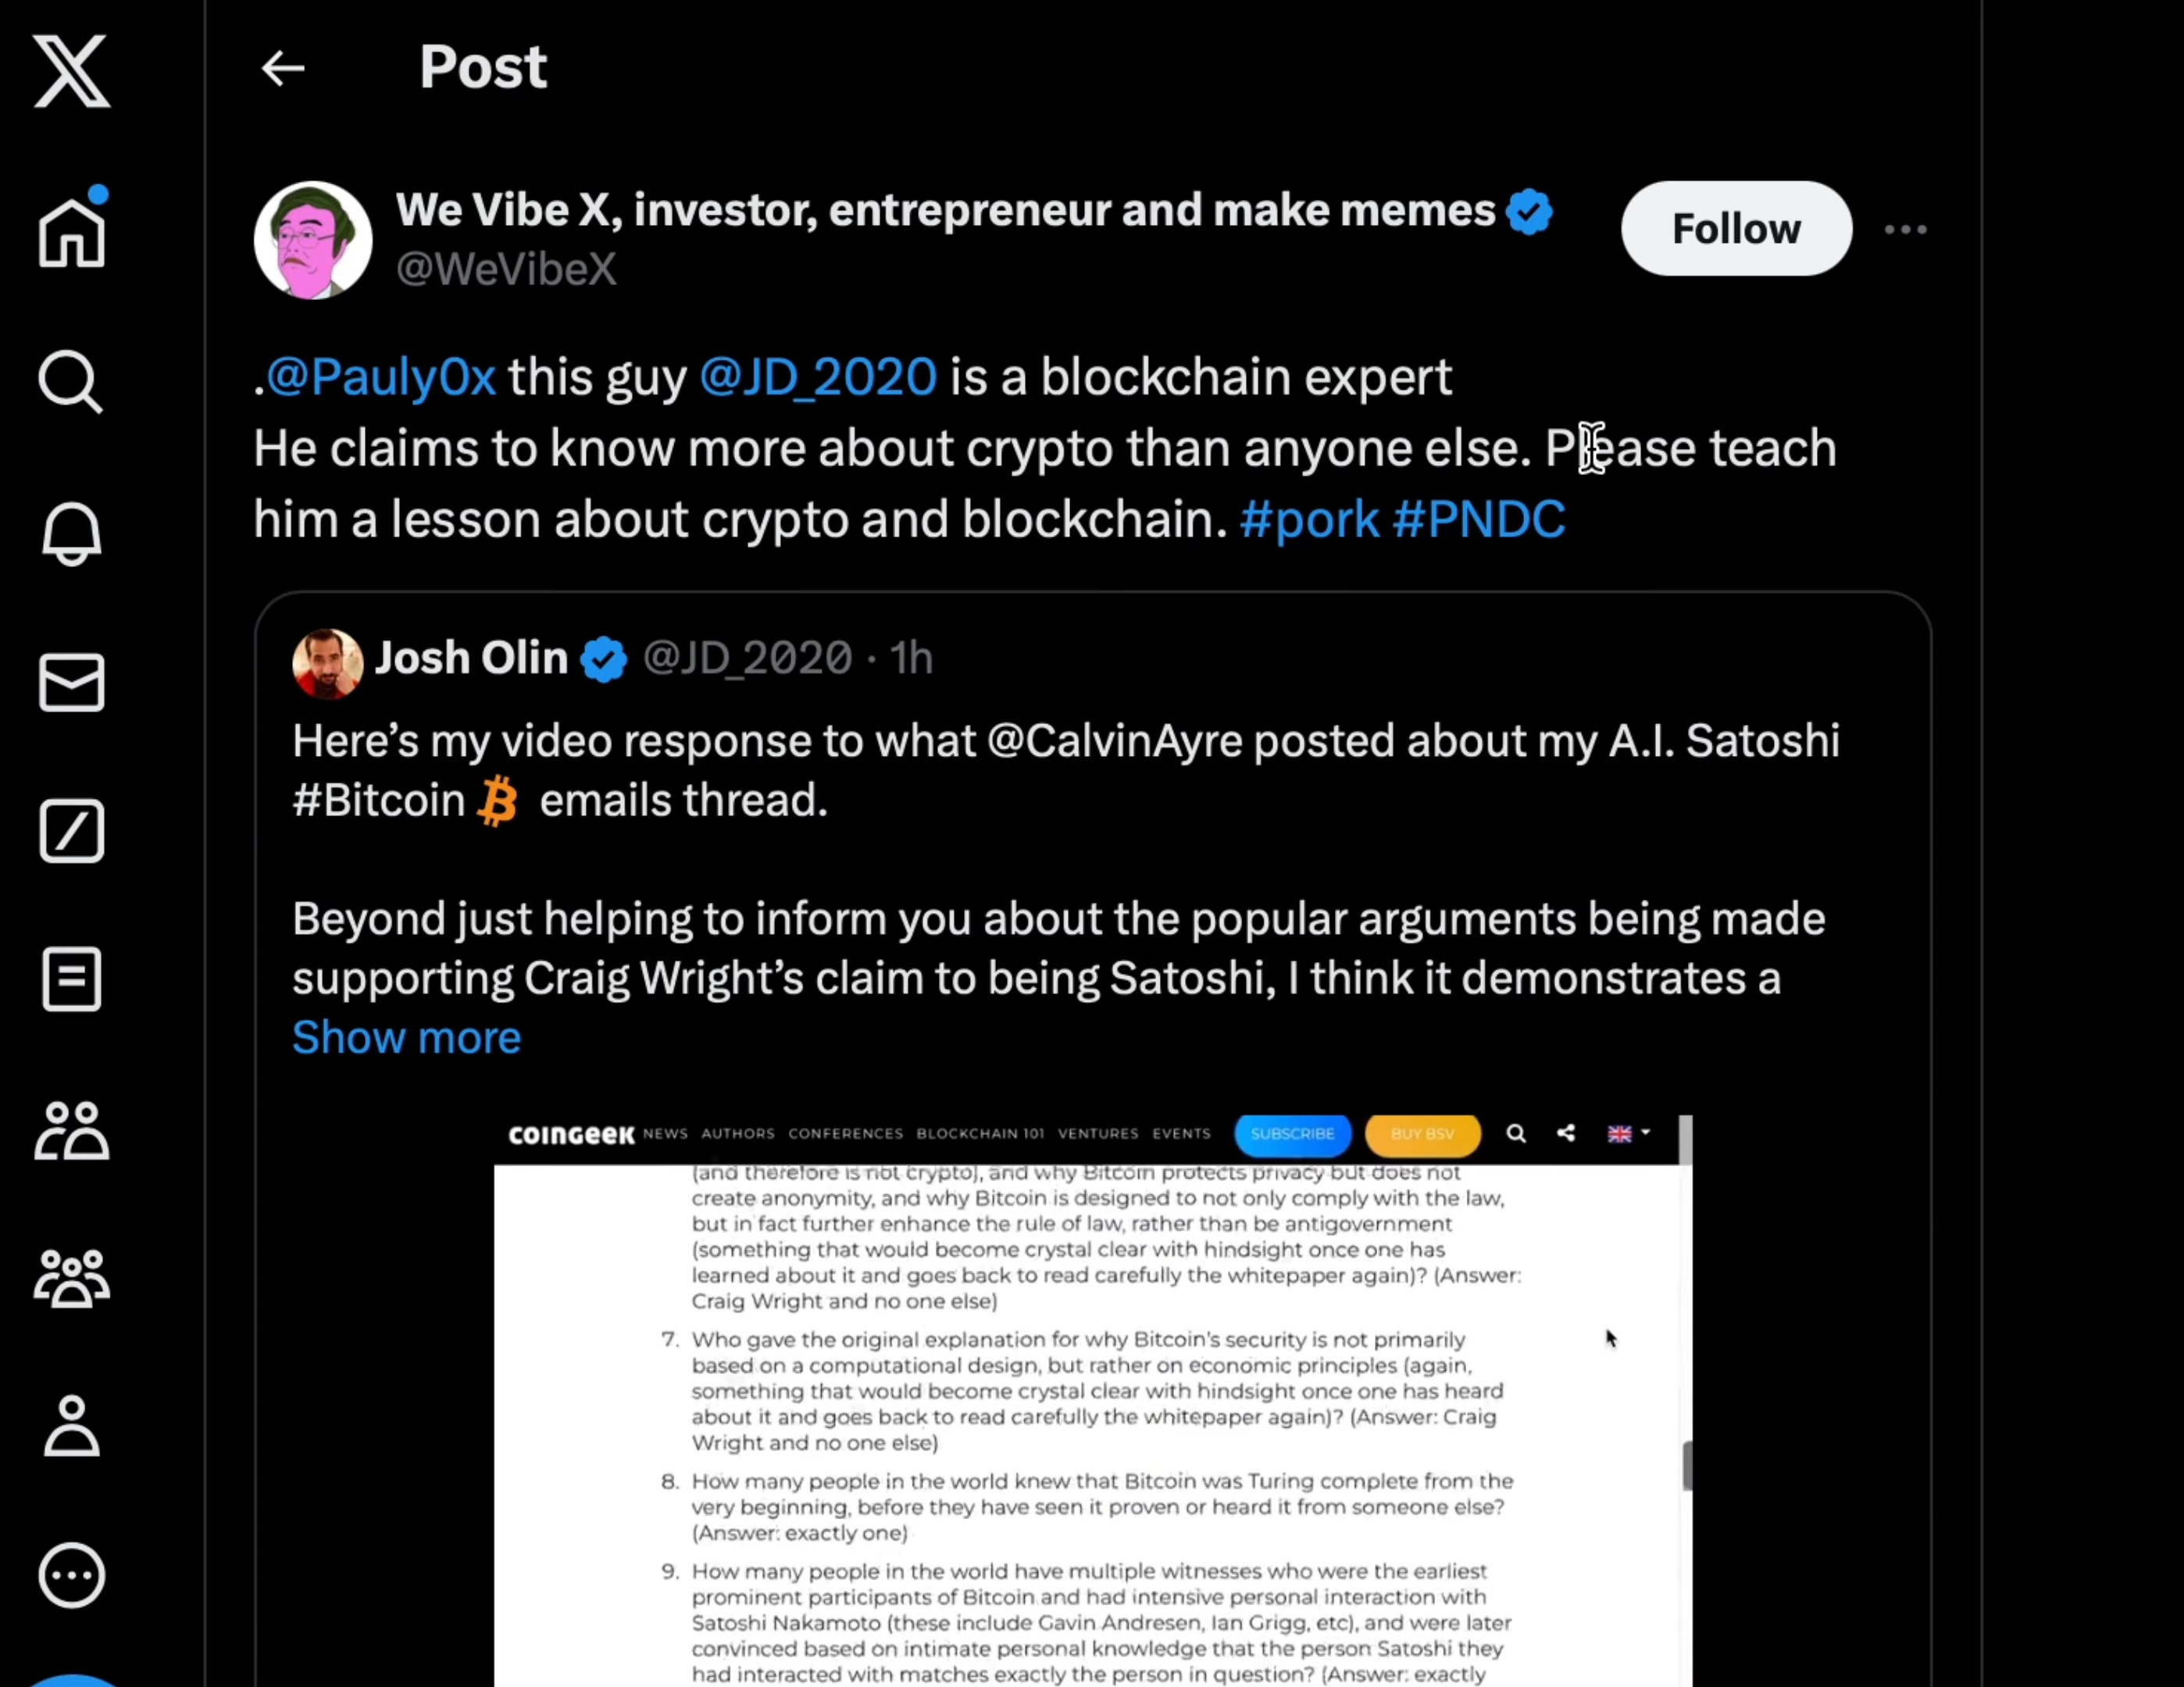 Post
We Vibe X, investor, entrepreneur and make memes
@WeVibeX
Follow
.@Pauly0x this guy @JD_2020 is a blockchain expert
He claims to know more about crypto than anyone else. Please teach
him a lesson about crypto and blockchain. #pork #PNDC
Josh Olin @JD_2020 · 1h
Here’s my video response to what @CalvinAyre posted about my A.I. Satoshi
#Bitcoin emails thread.
Beyond just helping to inform you about the popular arguments being made
supporting Craig Wright’s claim to being Satoshi, I think it demonstrates a
Show more
COINGEEK NEWS AUTHORS CONFERENCES BLOCKCHAIN 101 VENTURES EVENTS SUBSCRIBE BUY BSV
(and therefore is not crypto), and why Bitcoin protects privacy but does not
create anonymity, and why Bitcoin is designed to not only comply with the law,
but in fact further enhance the rule of law, rather than be antigovernment
(something that would become crystal clear with hindsight once one has
learned about it and goes back to read carefully the whitepaper again)? (Answer:
Craig Wright and no one else)
7. Who gave the original explanation for why Bitcoin's security is not primarily
based on a computational design, but rather on economic principles (again,
something that would become crystal clear with hindsight once one has heard
about it and goes back to read carefully the whitepaper again)? (Answer: Craig
Wright and no one else)
8. How many people in the world knew that Bitcoin was Turing complete from the
very beginning, before they have seen it proven or heard it from someone else?
(Answer: exactly one)
9. How many people in the world have multiple witnesses who were the earliest
prominent participants of Bitcoin and had intensive personal interaction with
Satoshi Nakamoto (these include Gavin Andresen, Ian Grigg, etc), and were later
convinced based on intimate personal knowledge that the person Satoshi they
had interacted with matches exactly the person in question? (Answer: exactly